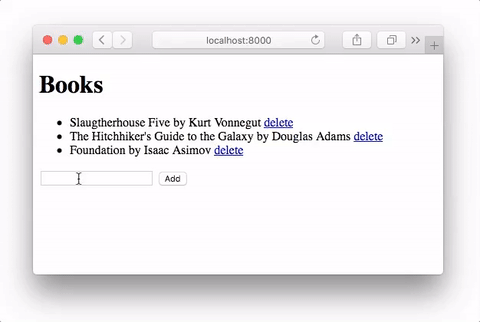 localhost:8000
Books
Slaugtherhouse Five by Kurt Vonnegut delete
The Hitchhiker's Guide to the Galaxy by Douglas Adams delete
Foundation by Isaac Asimov delete
Add